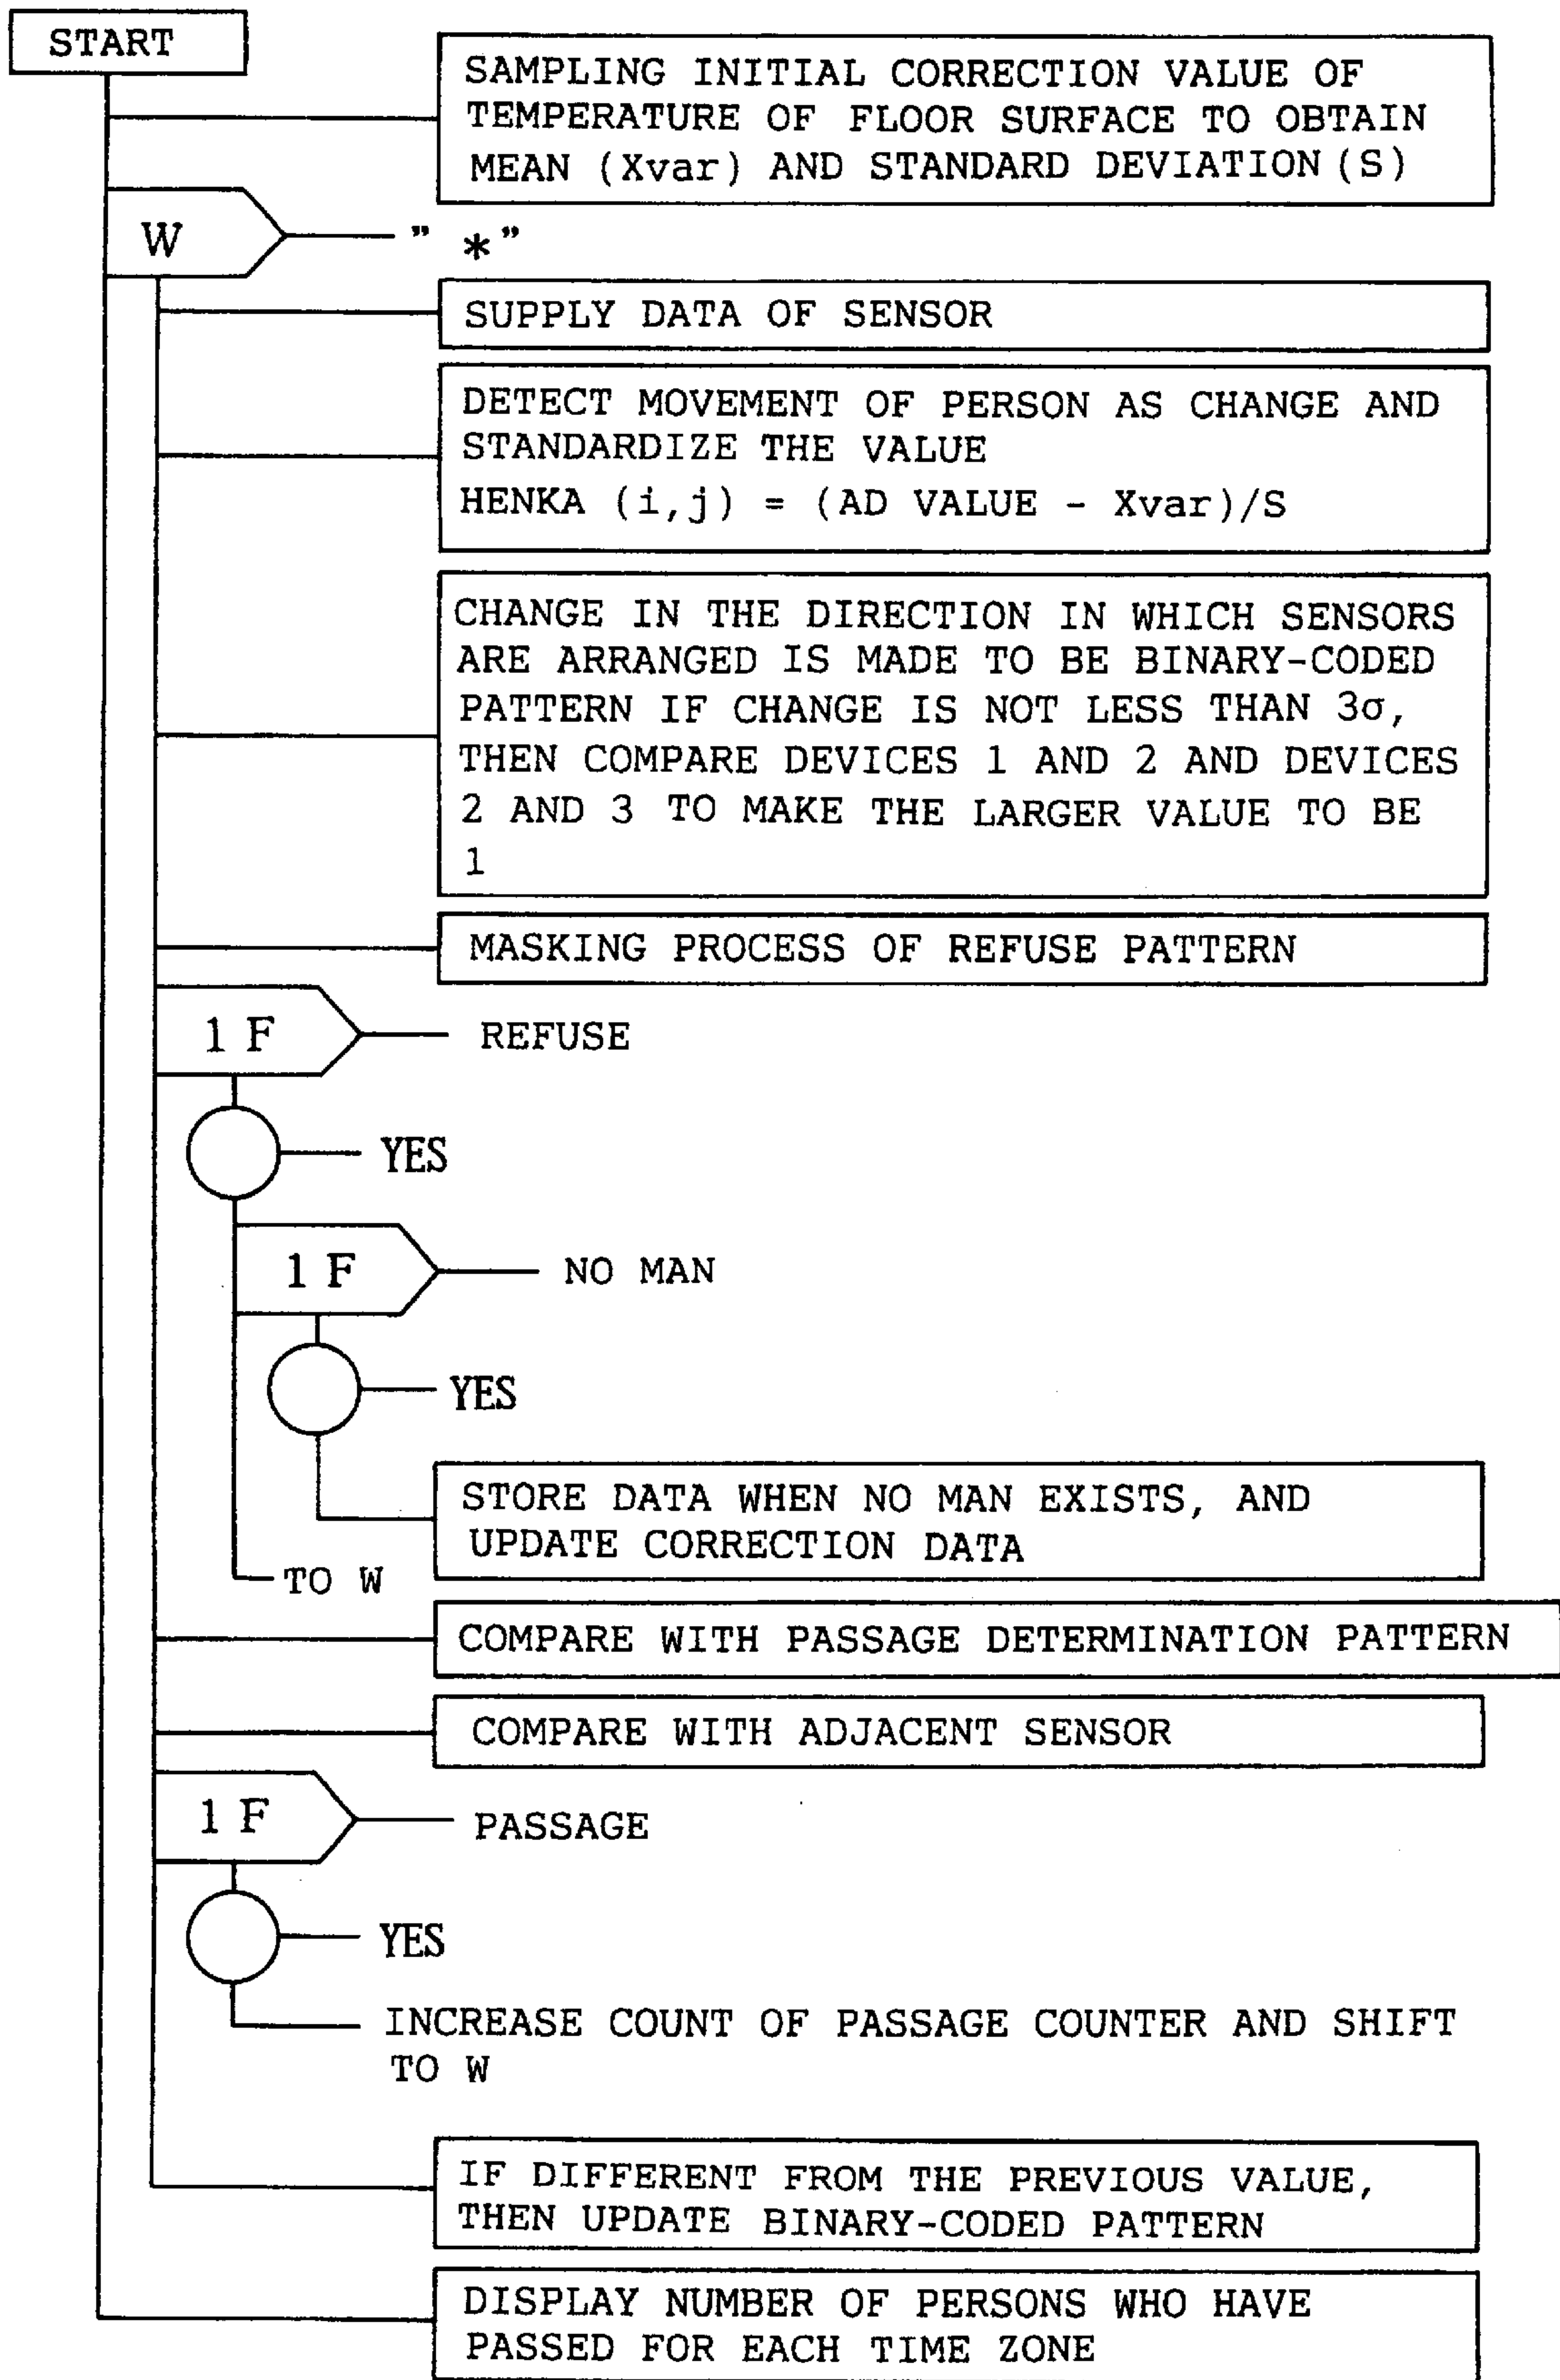 START
SAMPLING INITIAL CORRECTION VALUE OF
TEMPERATURE OF FLOOR SURFACE TO OBTAIN
MEAN (Xvar) AND STANDARD DEVIATION (S)
W
" *"
SUPPLY DATA OF SENSOR
DETECT MOVEMENT OF PERSON AS CHANGE AND
STANDARDIZE THE VALUE
HENKA (i,j) = (AD VALUE - Xvar)/S
CHANGE IN THE DIRECTION IN WHICH SENSORS
ARE ARRANGED IS MADE TO BE BINARY-CODED
PATTERN IF CHANGE IS NOT LESS THAN 3σ,
THEN COMPARE DEVICES 1 AND 2 AND DEVICES
2 AND 3 TO MAKE THE LARGER VALUE TO BE
1
MASKING PROCESS OF REFUSE PATTERN
1 F
REFUSE
YES
1 F
NO MAN
YES
STORE DATA WHEN NO MAN EXISTS, AND
UPDATE CORRECTION DATA
TO W
COMPARE WITH PASSAGE DETERMINATION PATTERN
COMPARE WITH ADJACENT SENSOR
1 F
PASSAGE
YES
INCREASE COUNT OF PASSAGE COUNTER AND SHIFT
TO W
IF DIFFERENT FROM THE PREVIOUS VALUE,
THEN UPDATE BINARY-CODED PATTERN
DISPLAY NUMBER OF PERSONS WHO HAVE
PASSED FOR EACH TIME ZONE